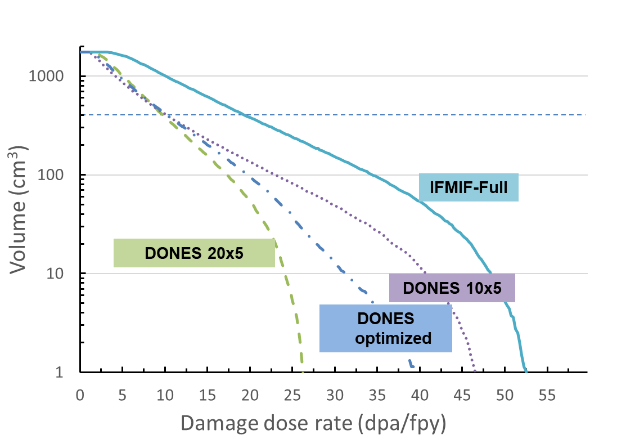 1000
100
10
1
Volume (cm³)
IFMIF-Full
DONES 20x5
DONES 10x5
DONES
optimized
0 5 10 15 20 25 30 35 40 45 50 55
Damage dose rate (dpa/fpy)